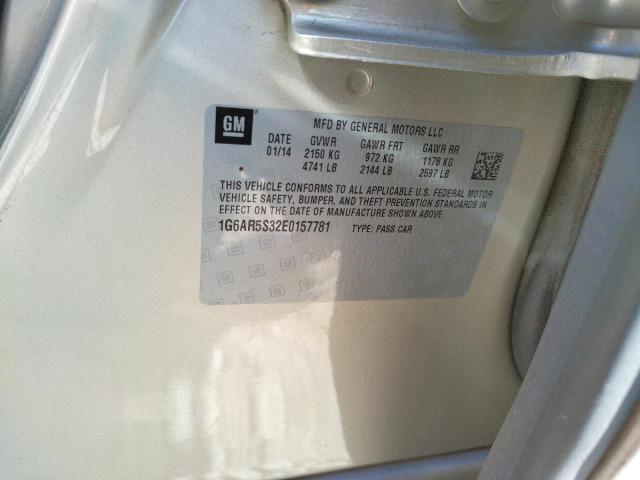 GM
MFD BY GENERAL MOTORS LLC
DATE GVWR GAWR FRT GAWR RR
01/14 2150 KG 972 KG 1178 KG
4741 LB 2144 LB 2597 LB
THIS VEHICLE CONFORMS TO ALL APPLICABLE U.S. FEDERAL MOTOR
VEHICLE SAFETY, BUMPER, AND THEFT PREVENTION STANDARDS IN
EFFECT ON THE DATE OF MANUFACTURE SHOWN ABOVE.
1G6AR5S32E0157781 TYPE: PASS CAR